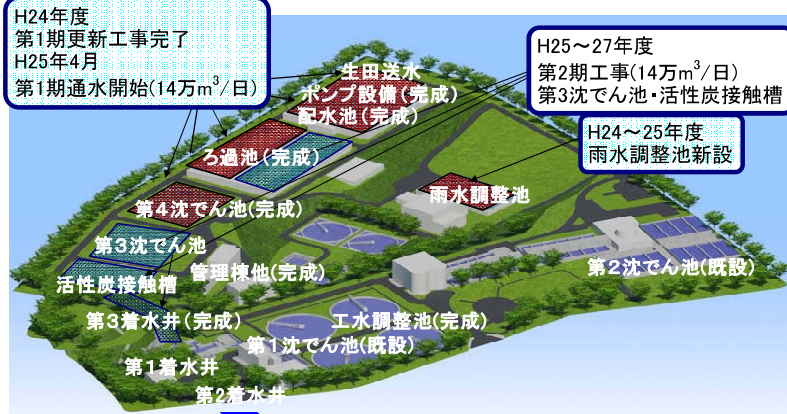 H24年度
第1期更新工事完了
H25年4月
第1期通水開始(14万m³/日)
H25～27年度
第2期工事(14万m³/日)
第3沈でん池・活性炭接触槽
H24～25年度
雨水調整池新設
生田送水
ポンプ設備(完成)
配水池(完成)
ろ過池(完成)
雨水調整池
第4沈でん池(完成)
第3沈でん池
管理棟他(完成)
第2沈でん池(既設)
活性炭接触槽
第3着水井(完成)
工水調整池(完成)
第1沈でん池(既設)
第1着水井
第2着水井